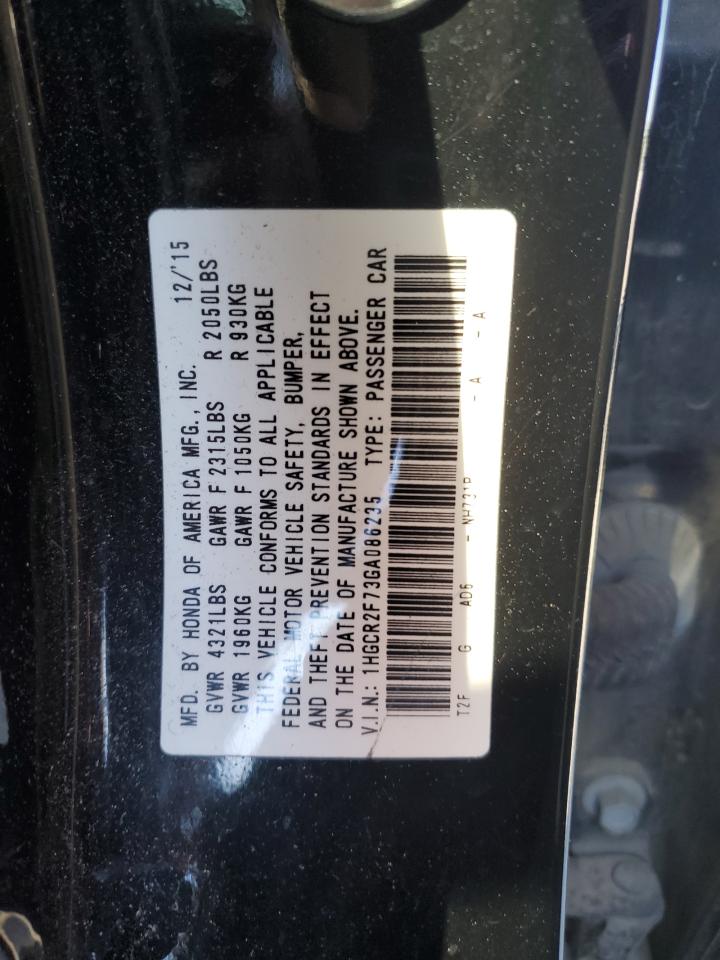 MFD. BY HONDA OF AMERICA MFG., INC. 12/'15
GVWR 4321LBS GAWR F 2315LBS R 2050LBS
GVWR 1960KG GAWR F 1050KG R 930KG
THIS VEHICLE CONFORMS TO ALL APPLICABLE
FEDERAL MOTOR VEHICLE SAFETY, BUMPER,
AND THEFT PREVENTION STANDARDS IN EFFECT
ON THE DATE OF MANUFACTURE SHOWN ABOVE.
V.I.N.: 1HGCR2F73GA086235 TYPE: PASSENGER CAR
T2F G AD6 - NH731P - A - A